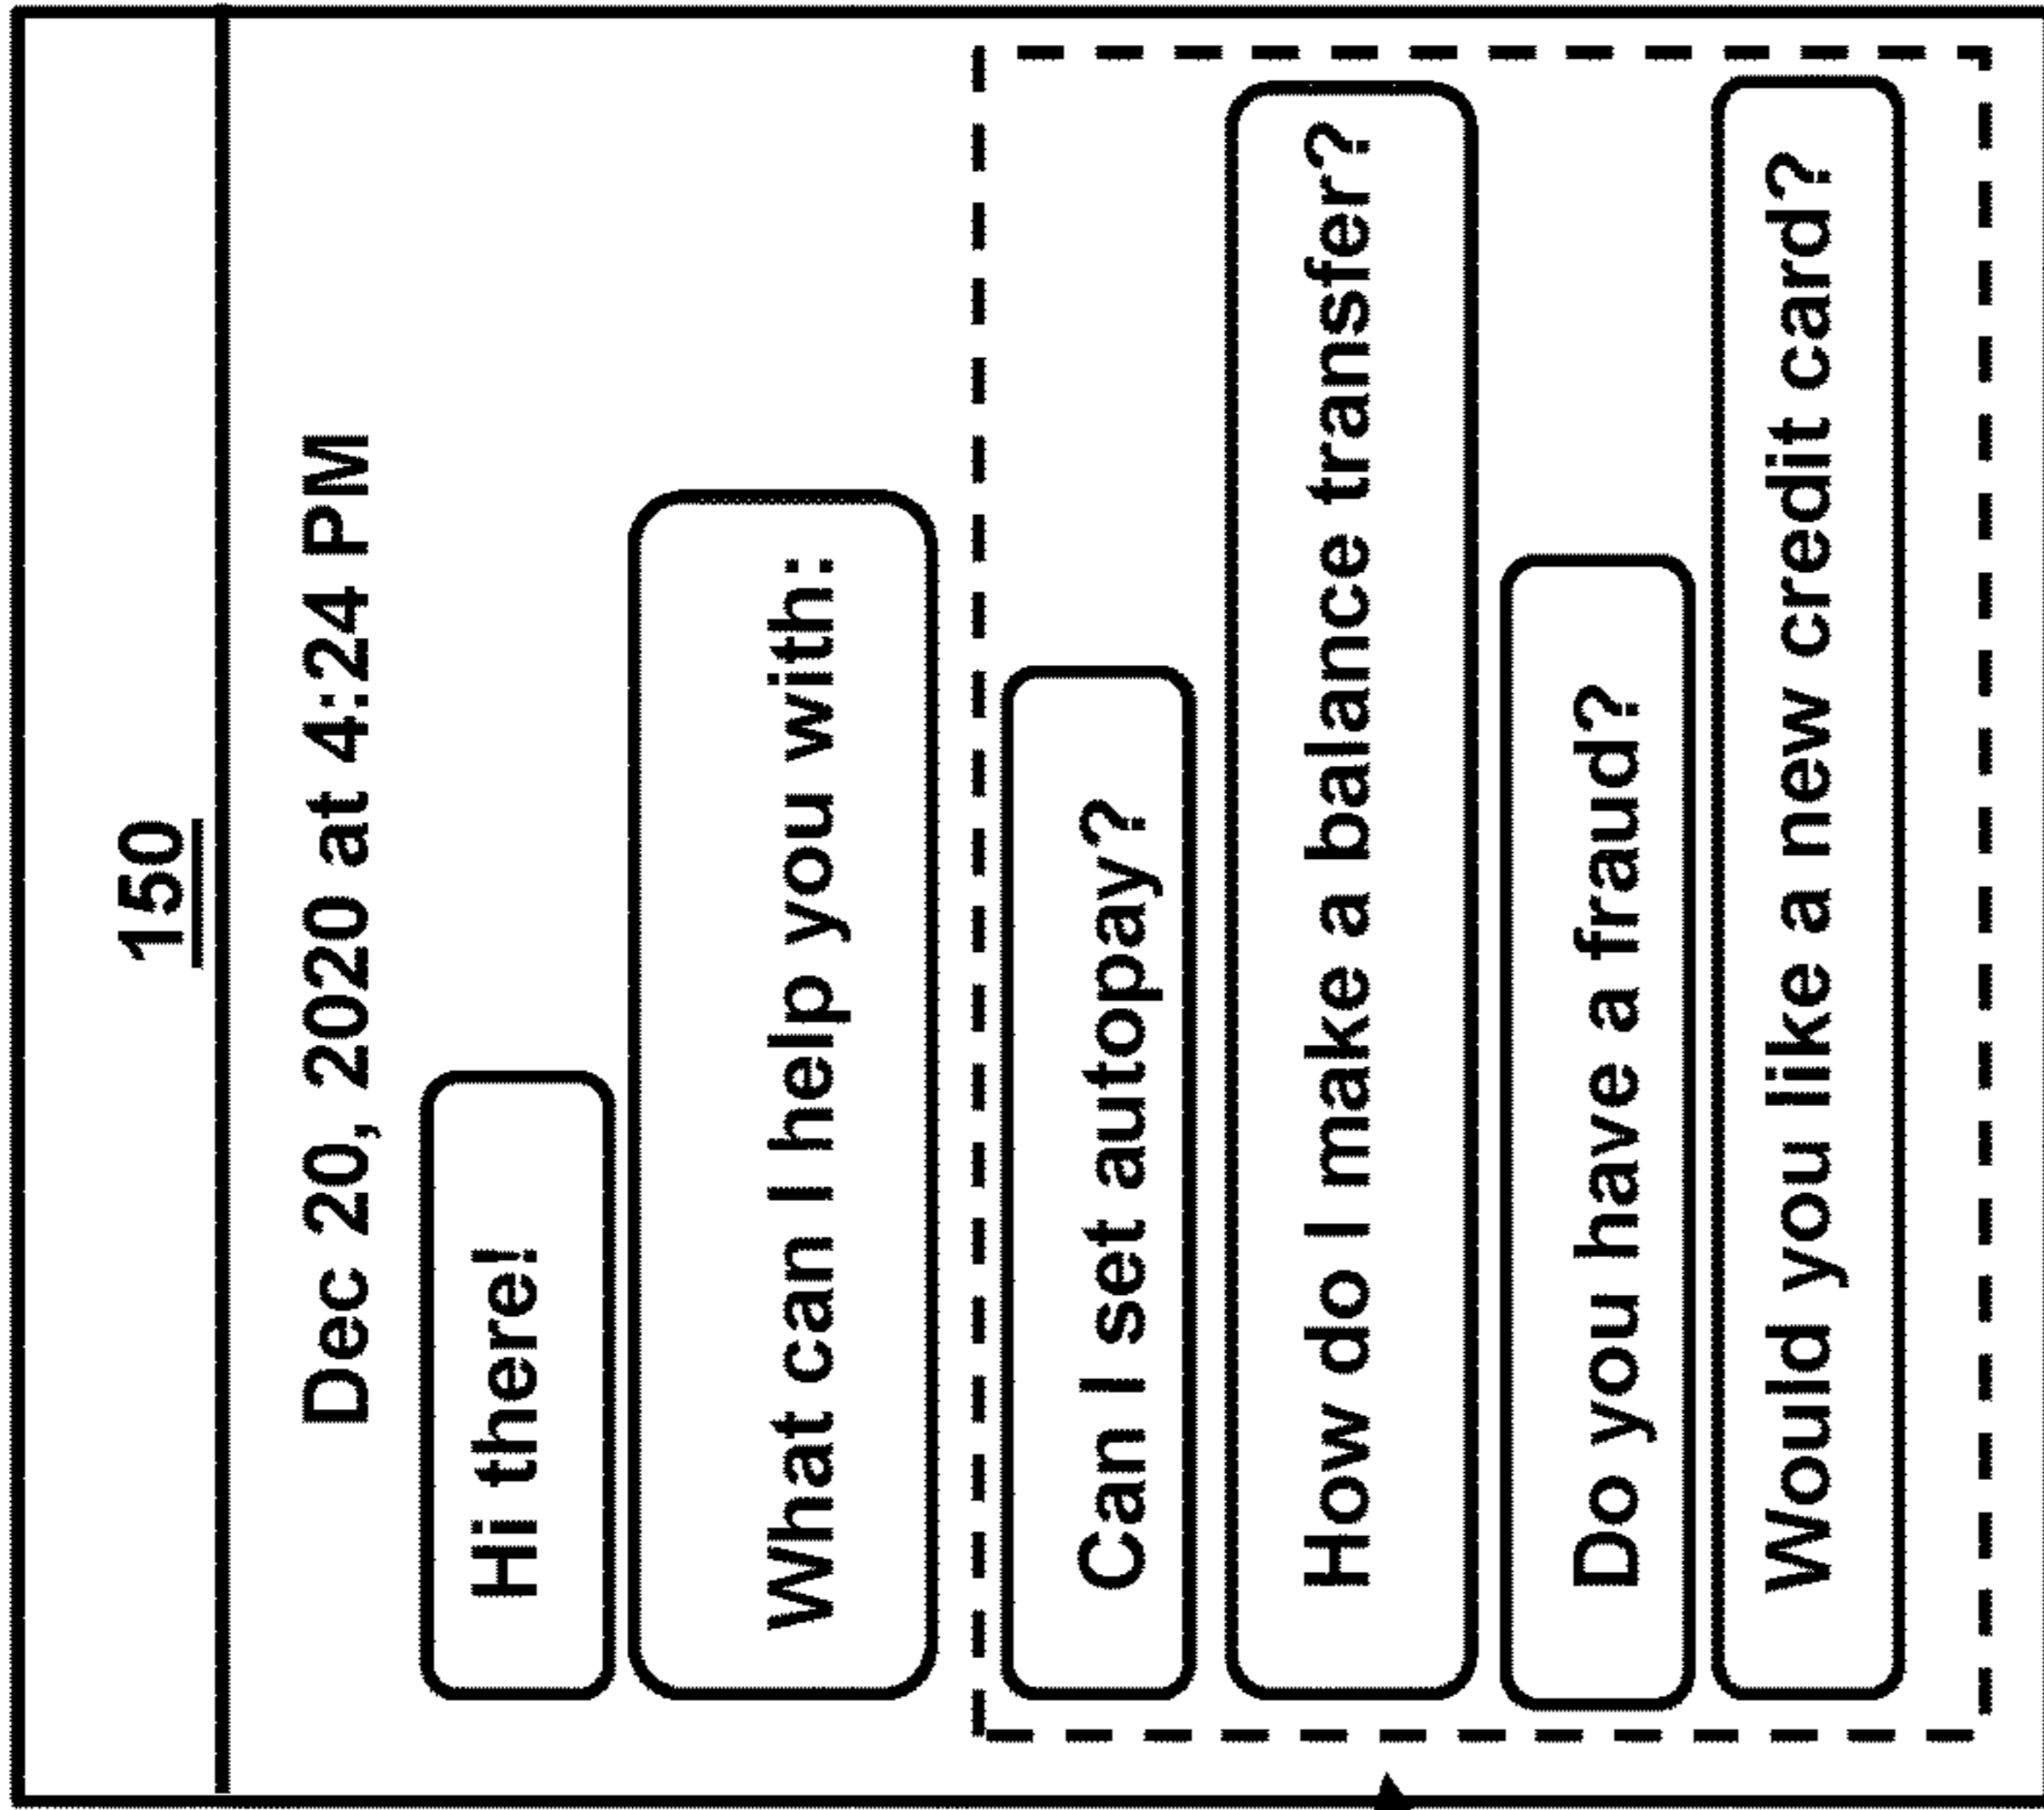 150
Dec 20, 2020 at 4:24 PM
Hi there!
What can I help you with:
Can I set autopay?
How do I make a balance transfer?
Do you have a fraud?
Would you like a new credit card?